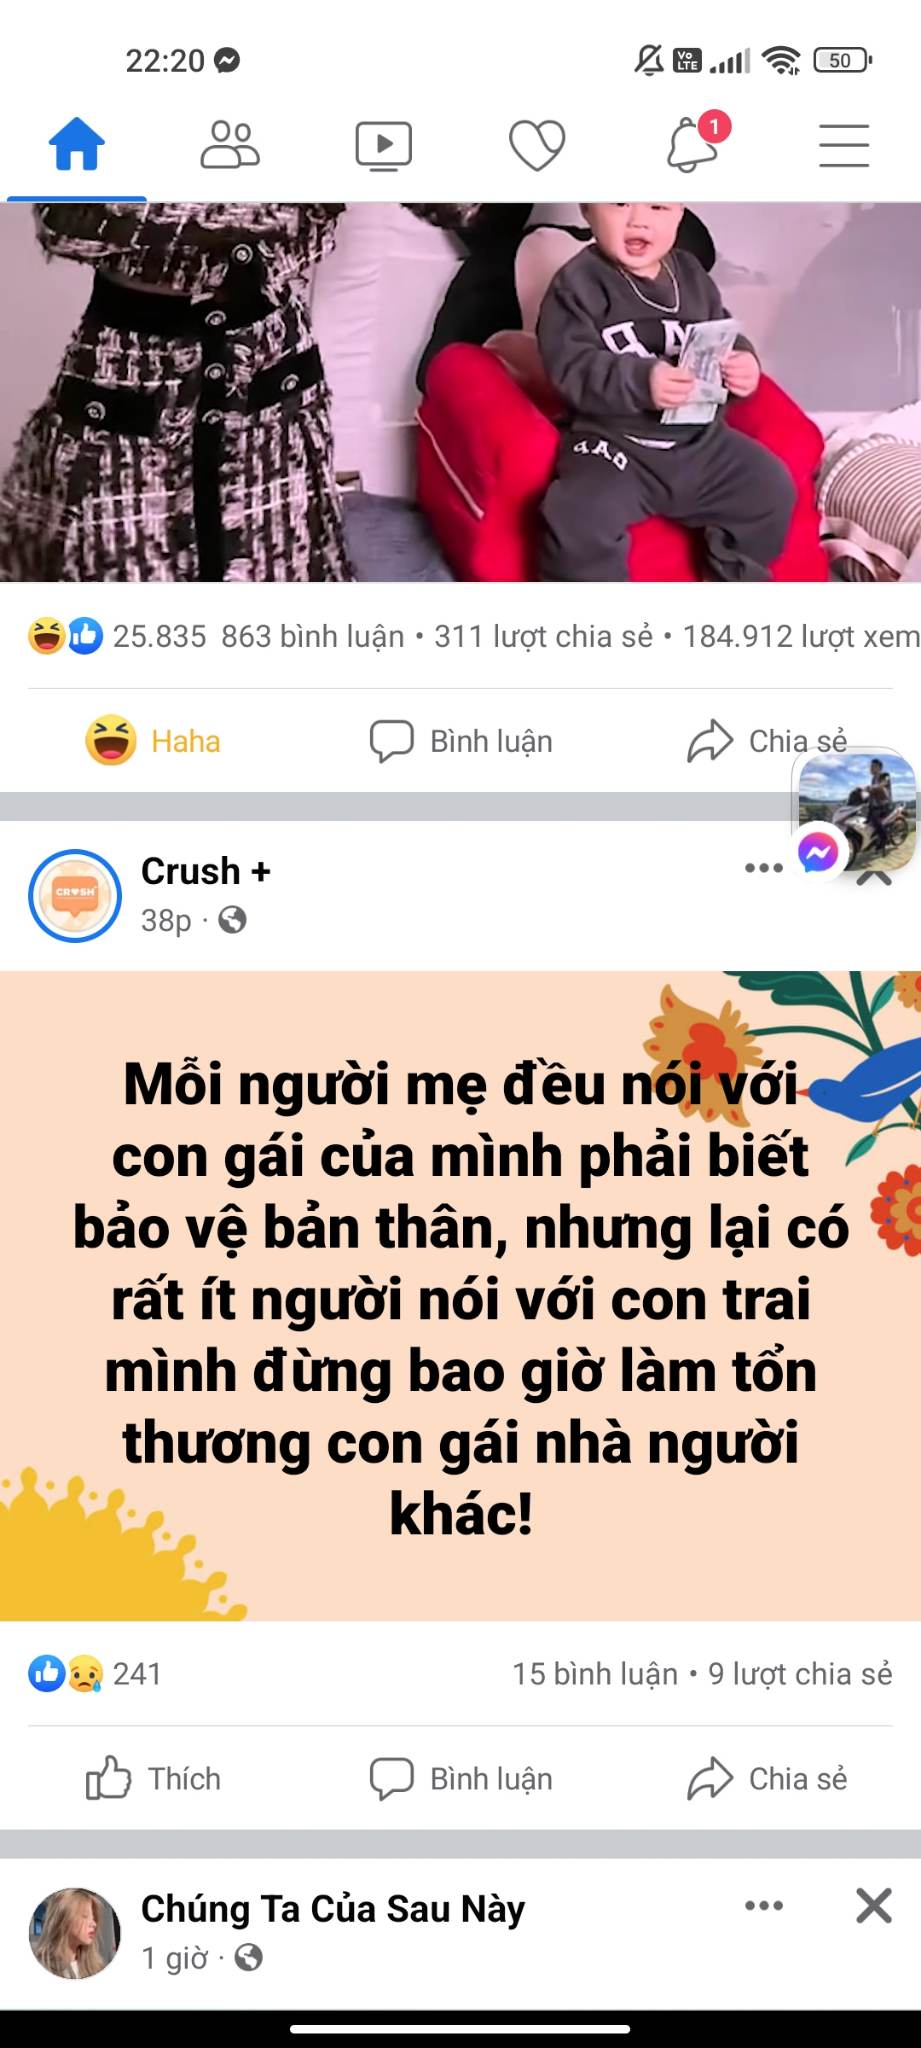 22:20
Vo LTE
50
1
GAP
GAP
25.835 863 bình luận • 311 lượt chia sẻ • 184.912 lượt xem
Haha
Bình luận
Chia sẻ
CRUSH
Crush +
38p ·
Mỗi người mẹ đều nói với
con gái của mình phải biết
bảo vệ bản thân, nhưng lại có
rất ít người nói với con trai
mình đừng bao giờ làm tổn
thương con gái nhà người
khác!
241
15 bình luận • 9 lượt chia sẻ
Thích
Bình luận
Chia sẻ
Chúng Ta Của Sau Này
1 giờ ·